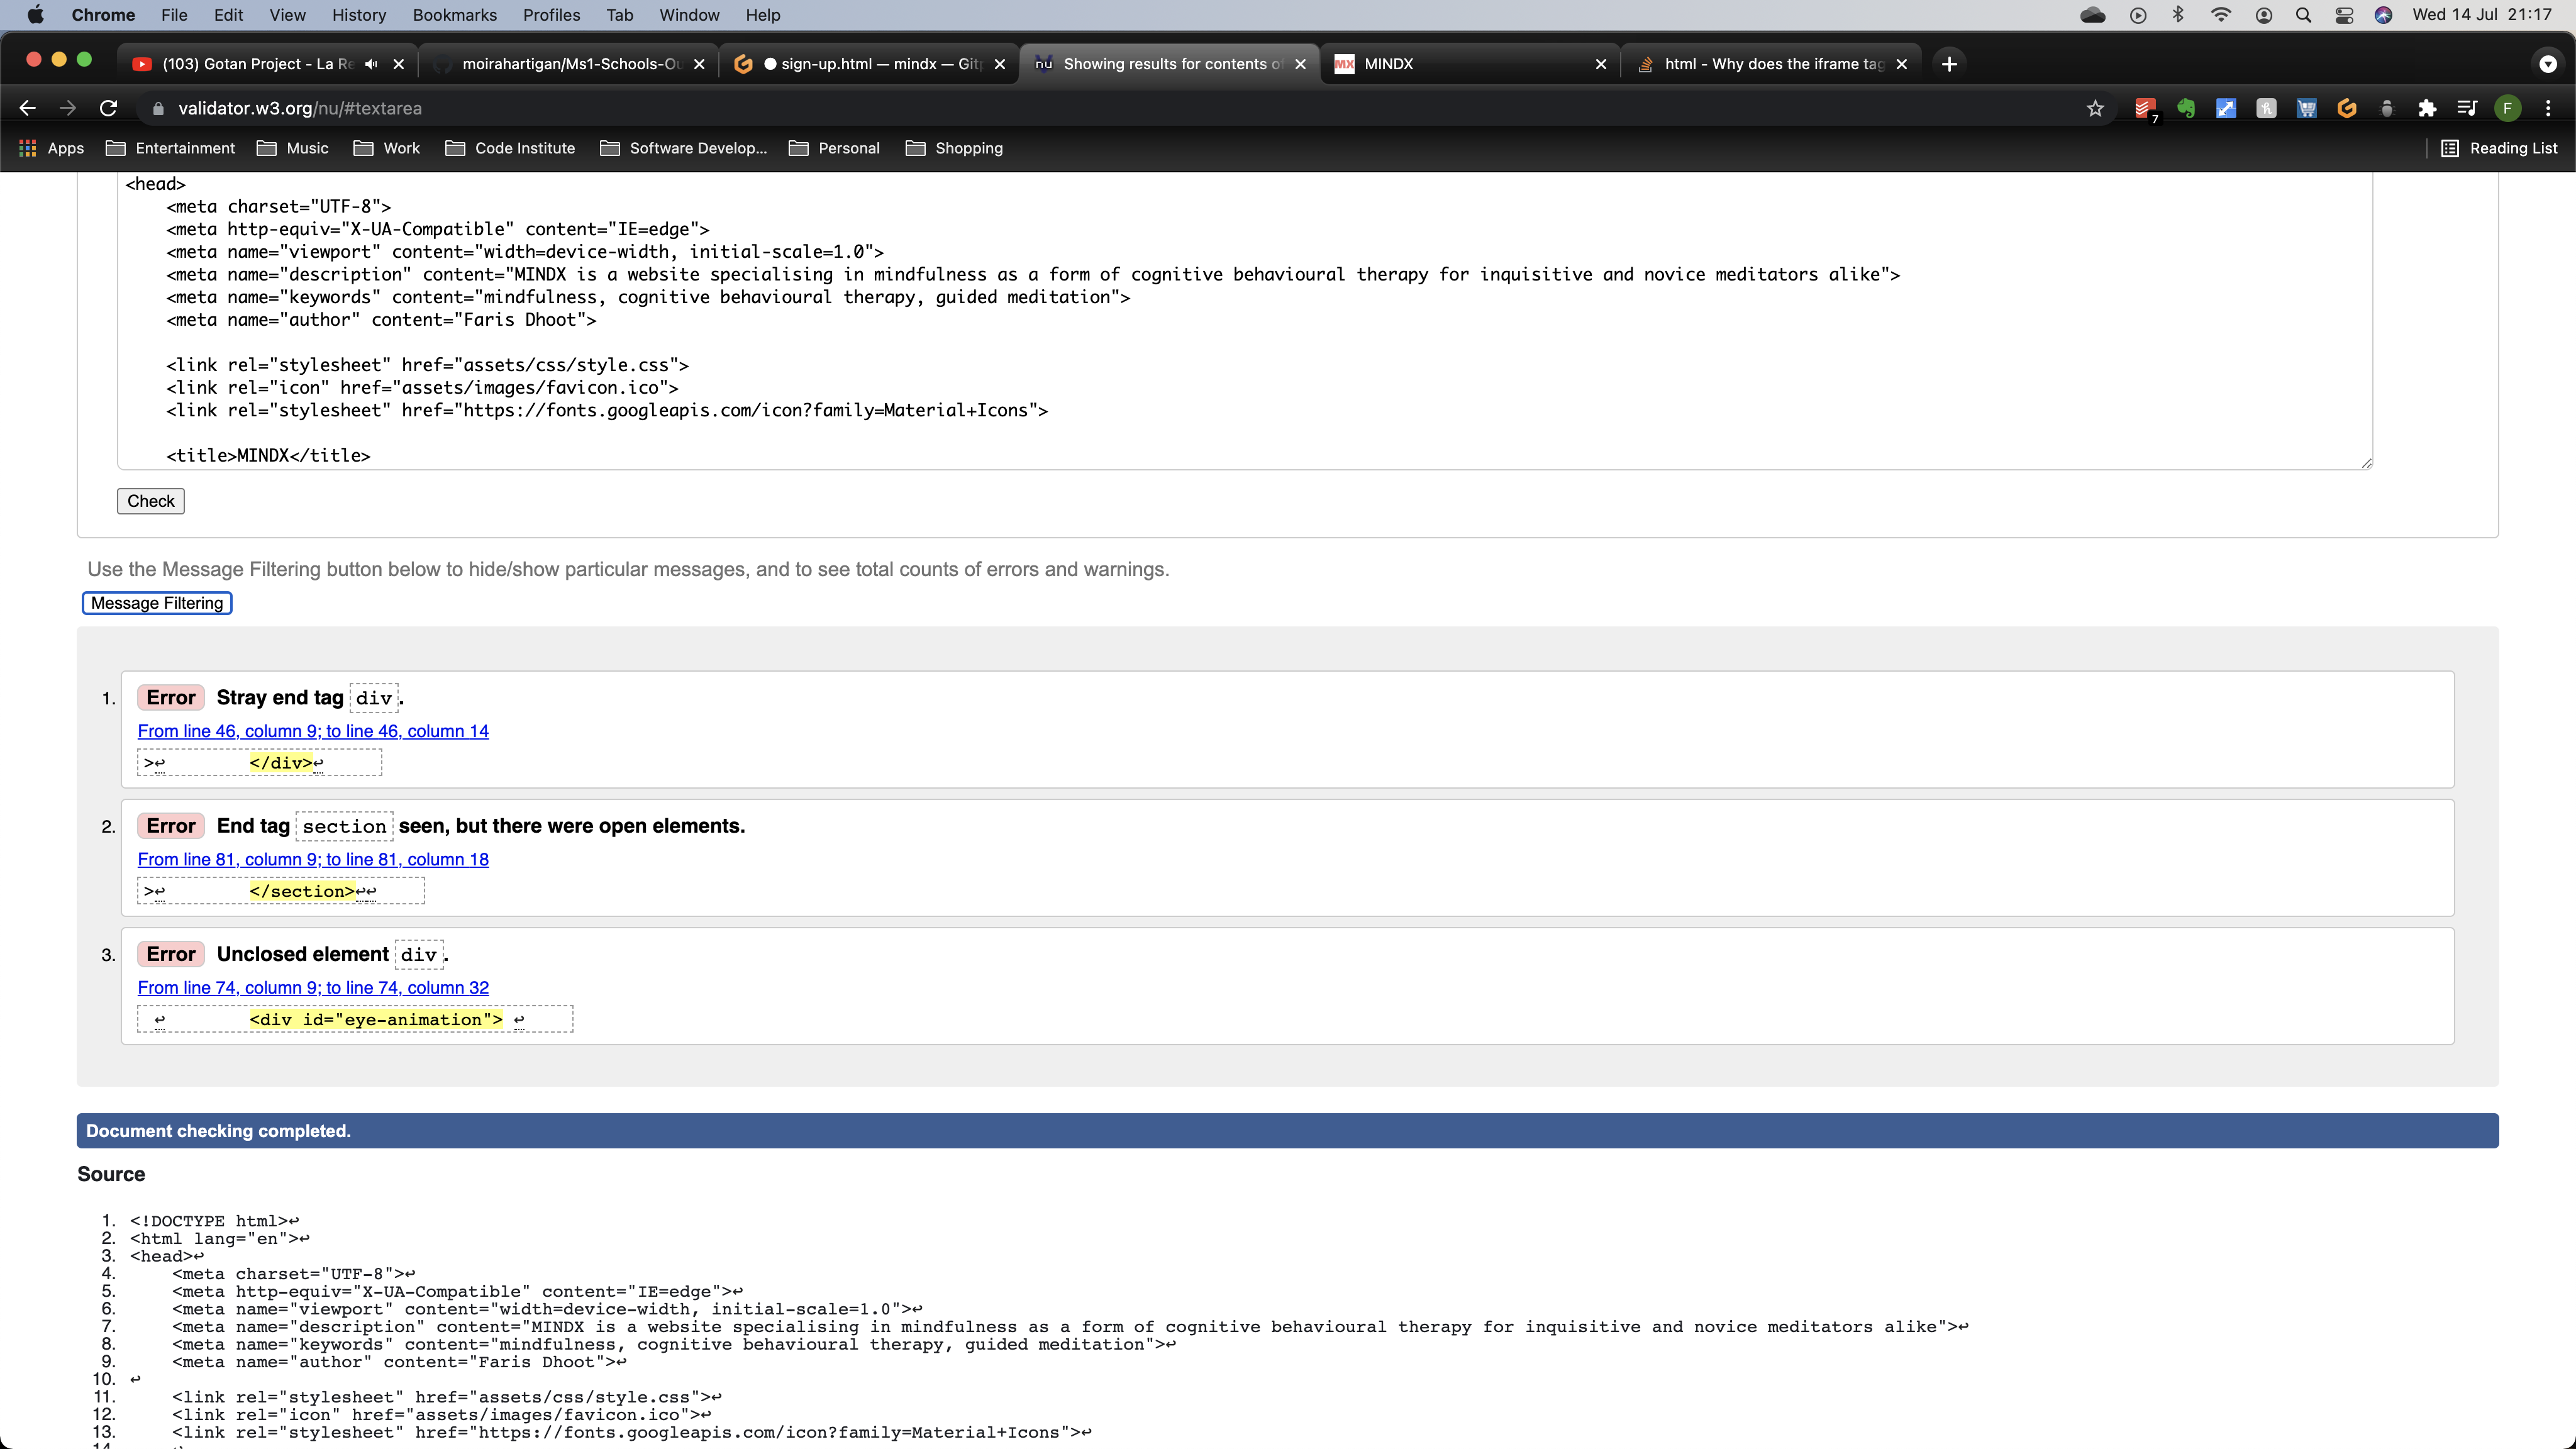 Chrome File Edit View History Bookmarks Profiles Tab Window Help Wed 14 Jul 21:17
(103) Gotan Project - La Re moirahartigan/Ms1-Schools-Ou sign-up.html — mindx — Gitp nu Showing results for contents of MX MINDX html - Why does the iframe tag
validator.w3.org/nu/#textarea 7 F
Apps Entertainment Music Work Code Institute Software Develop... Personal Shopping Reading List
<head>
<meta charset="UTF-8">
<meta http-equiv="X-UA-Compatible" content="IE=edge">
<meta name="viewport" content="width=device-width, initial-scale=1.0">
<meta name="description" content="MINDX is a website specialising in mindfulness as a form of cognitive behavioural therapy for inquisitive and novice meditators alike">
<meta name="keywords" content="mindfulness, cognitive behavioural therapy, guided meditation">
<meta name="author" content="Faris Dhoot">
<link rel="stylesheet" href="assets/css/style.css">
<link rel="icon" href="assets/images/favicon.ico">
<link rel="stylesheet" href="https://fonts.googleapis.com/icon?family=Material+Icons">
<title>MINDX</title>
Check
Use the Message Filtering button below to hide/show particular messages, and to see total counts of errors and warnings.
Message Filtering
1. Error Stray end tag div.
From line 46, column 9; to line 46, column 14
>↩ </div>↩
2. Error End tag section seen, but there were open elements.
From line 81, column 9; to line 81, column 18
>↩ </section>↩↩
3. Error Unclosed element div.
From line 74, column 9; to line 74, column 32
↩ <div id="eye-animation"> ↩
Document checking completed.
Source
1. <!DOCTYPE html>↩
2. <html lang="en">↩
3. <head>↩
4. <meta charset="UTF-8">↩
5. <meta http-equiv="X-UA-Compatible" content="IE=edge">↩
6. <meta name="viewport" content="width=device-width, initial-scale=1.0">↩
7. <meta name="description" content="MINDX is a website specialising in mindfulness as a form of cognitive behavioural therapy for inquisitive and novice meditators alike">↩
8. <meta name="keywords" content="mindfulness, cognitive behavioural therapy, guided meditation">↩
9. <meta name="author" content="Faris Dhoot">↩
10. ↩
11. <link rel="stylesheet" href="assets/css/style.css">↩
12. <link rel="icon" href="assets/images/favicon.ico">↩
13. <link rel="stylesheet" href="https://fonts.googleapis.com/icon?family=Material+Icons">↩